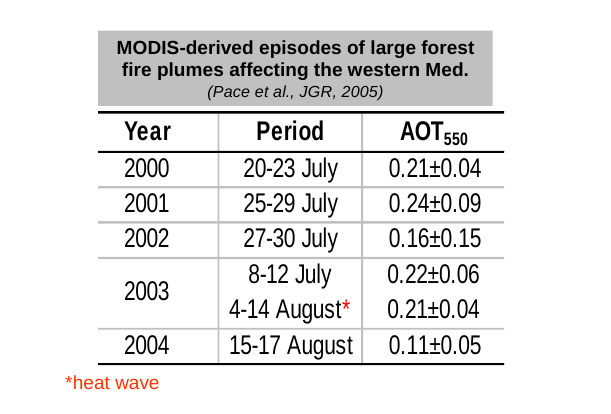 MODIS-derived episodes of large forest
fire plumes affecting the western Med.
(Pace et al., JGR, 2005)
Year Period AOT550
2000 20-23 July 0.21±0.04
2001 25-29 July 0.24±0.09
2002 27-30 July 0.16±0.15
2003 8-12 July 0.22±0.06
4-14 August* 0.21±0.04
2004 15-17 August 0.11±0.05
*heat wave